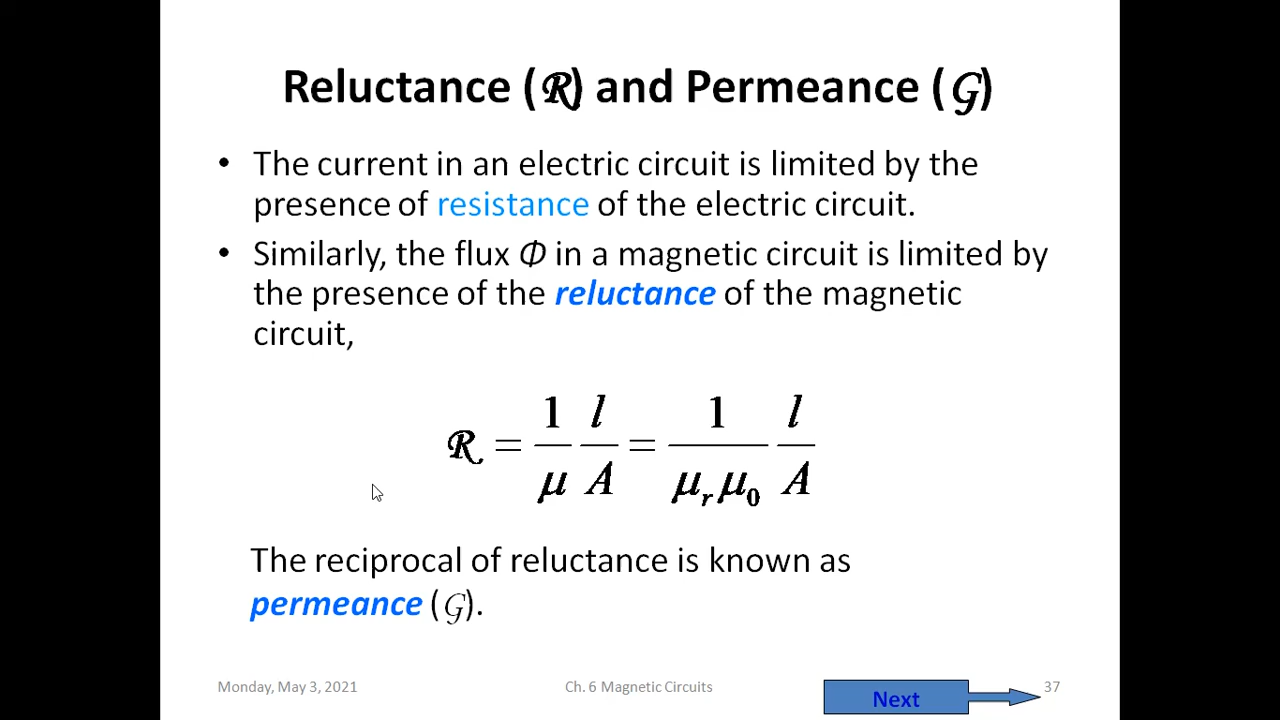 Reluctance (ℛ) and Permeance (𝒢)
• The current in an electric circuit is limited by the
presence of resistance of the electric circuit.
• Similarly, the flux Φ in a magnetic circuit is limited by
the presence of the reluctance of the magnetic
circuit,
ℛ = 1/μ l/A = 1/(μᵣμ₀) l/A
The reciprocal of reluctance is known as
permeance (𝒢).
Monday, May 3, 2021
Ch. 6 Magnetic Circuits
Next
37